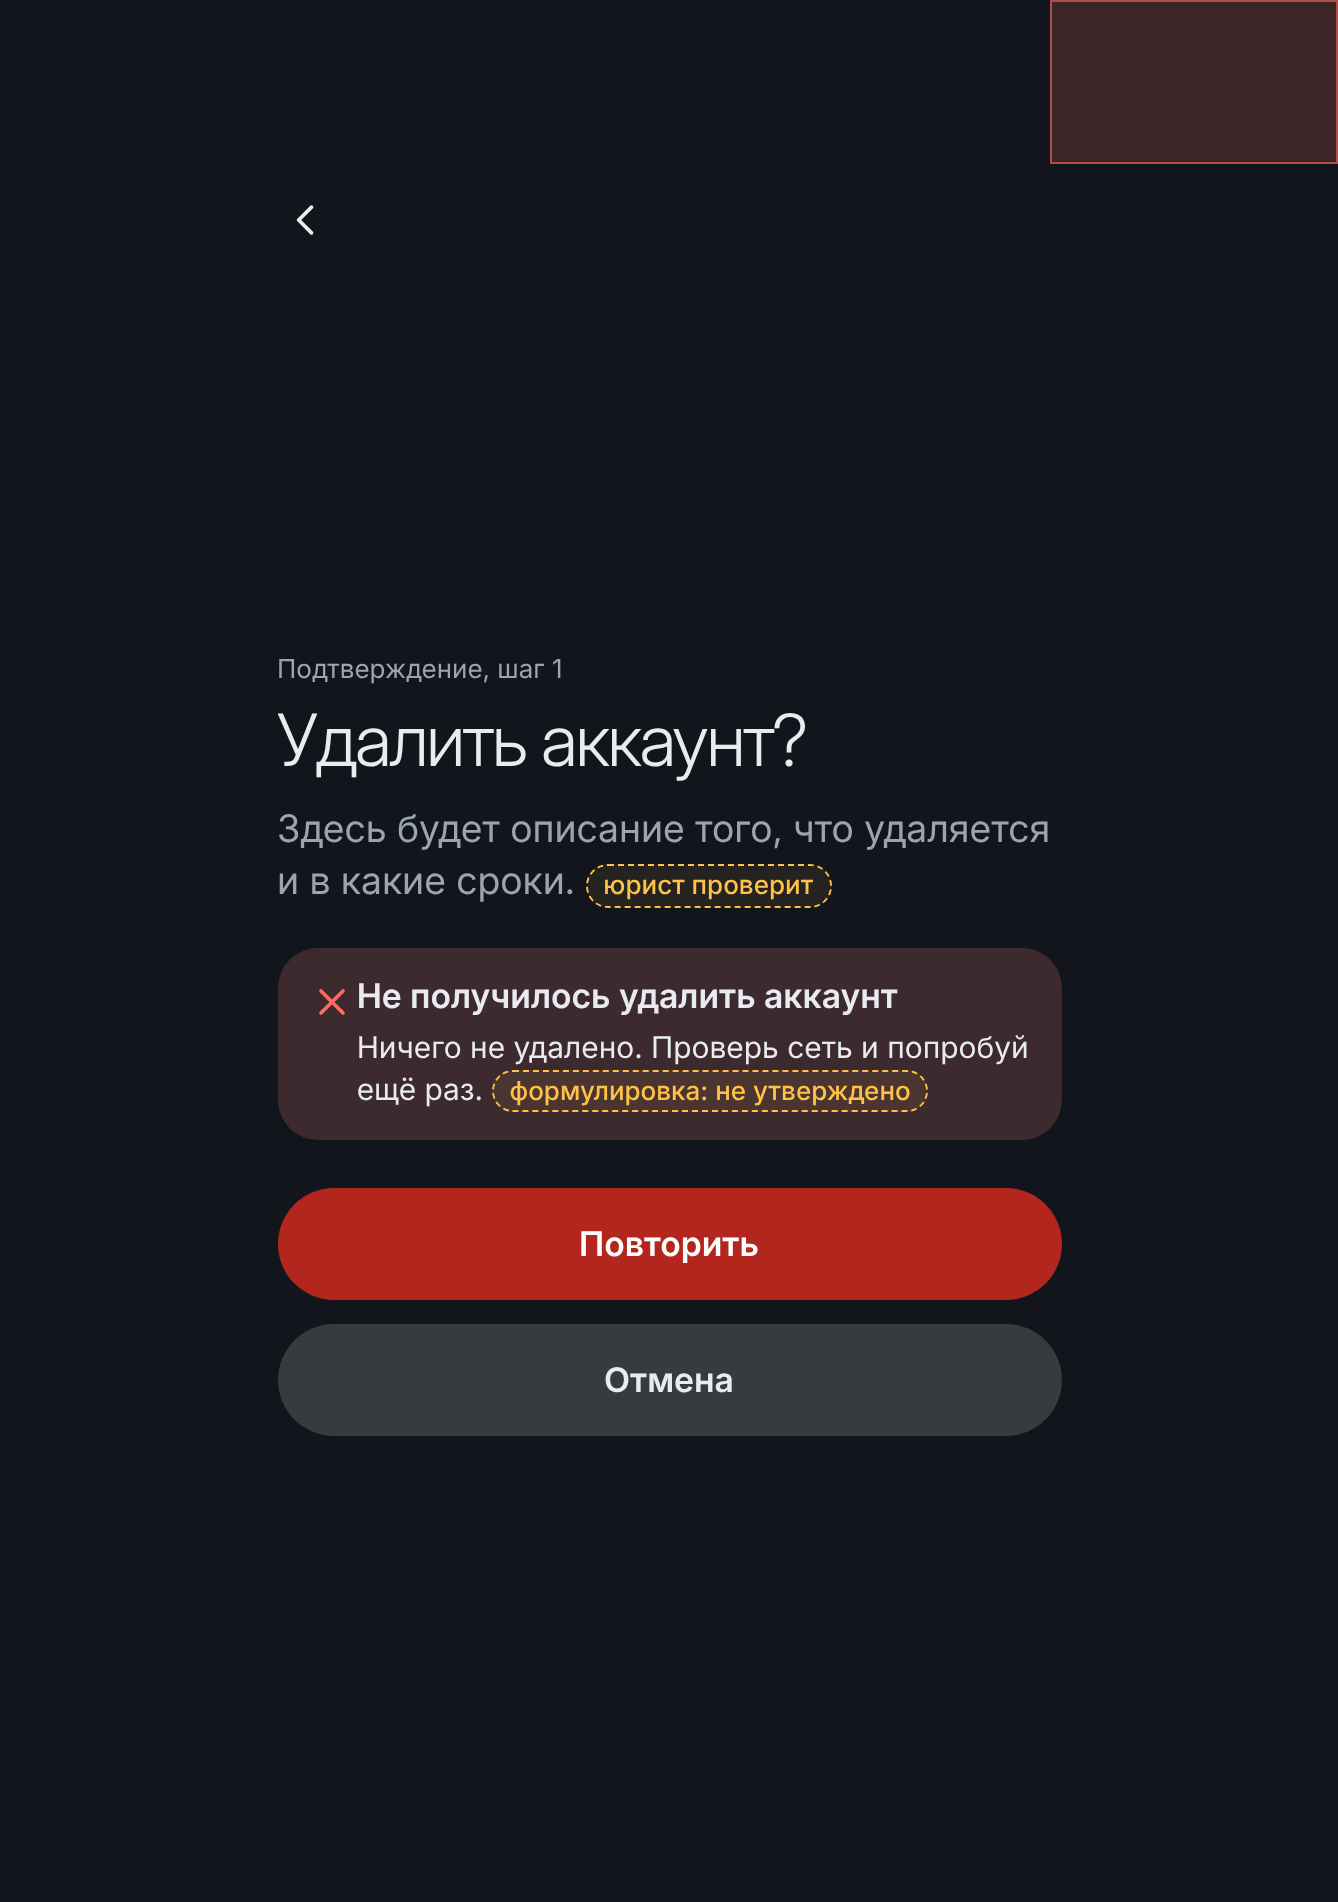 Подтверждение, шаг 1
Удалить аккаунт?
Здесь будет описание того, что удаляется
и в какие сроки. юрист проверит
Не получилось удалить аккаунт
Ничего не удалено. Проверь сеть и попробуй
ещё раз. формулировка: не утверждено
Повторить
Отмена